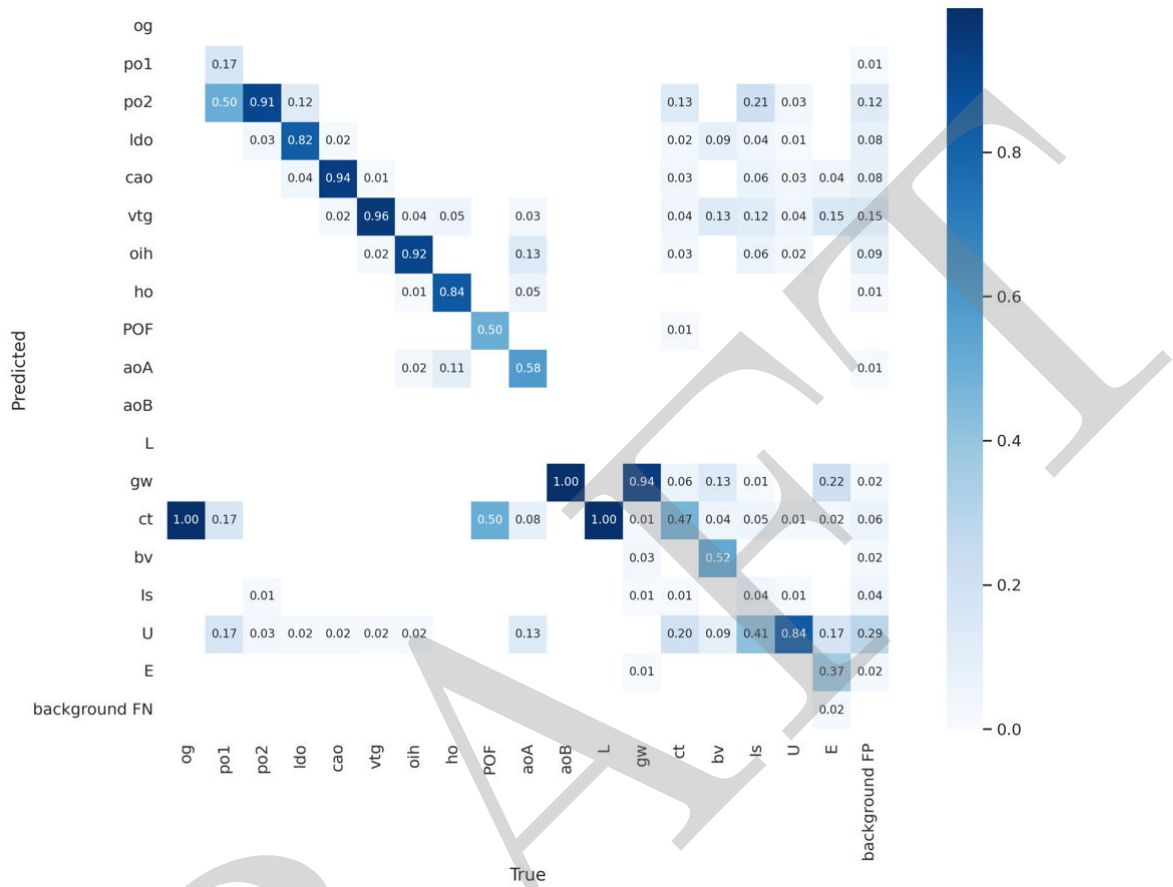 og
po1 0.17 0.01
po2 0.50 0.91 0.12 0.13 0.21 0.03 0.12
ldo 0.03 0.82 0.02 0.02 0.09 0.04 0.01 0.08
cao 0.04 0.94 0.01 0.03 0.06 0.03 0.04 0.08
vtg 0.02 0.96 0.04 0.05 0.03 0.04 0.13 0.12 0.04 0.15 0.15
oih 0.02 0.92 0.13 0.03 0.06 0.02 0.09
ho 0.01 0.84 0.05 0.01
POF 0.50 0.01
aoA 0.02 0.11 0.58 0.01
aoB
L
gw 1.00 0.94 0.06 0.13 0.01 0.22 0.02
ct 1.00 0.17 0.50 0.08 1.00 0.01 0.47 0.04 0.05 0.01 0.02 0.06
bv 0.03 0.52 0.02
ls 0.01 0.01 0.01 0.04 0.01 0.04
U 0.17 0.03 0.02 0.02 0.02 0.02 0.13 0.20 0.09 0.41 0.84 0.17 0.29
E 0.01 0.37 0.02
background FN 0.02
og po1 po2 ldo cao vtg oih ho POF aoA aoB L gw ct bv ls U E background FP
True
Predicted
0.8
0.6
0.4
0.2
0.0
AFT